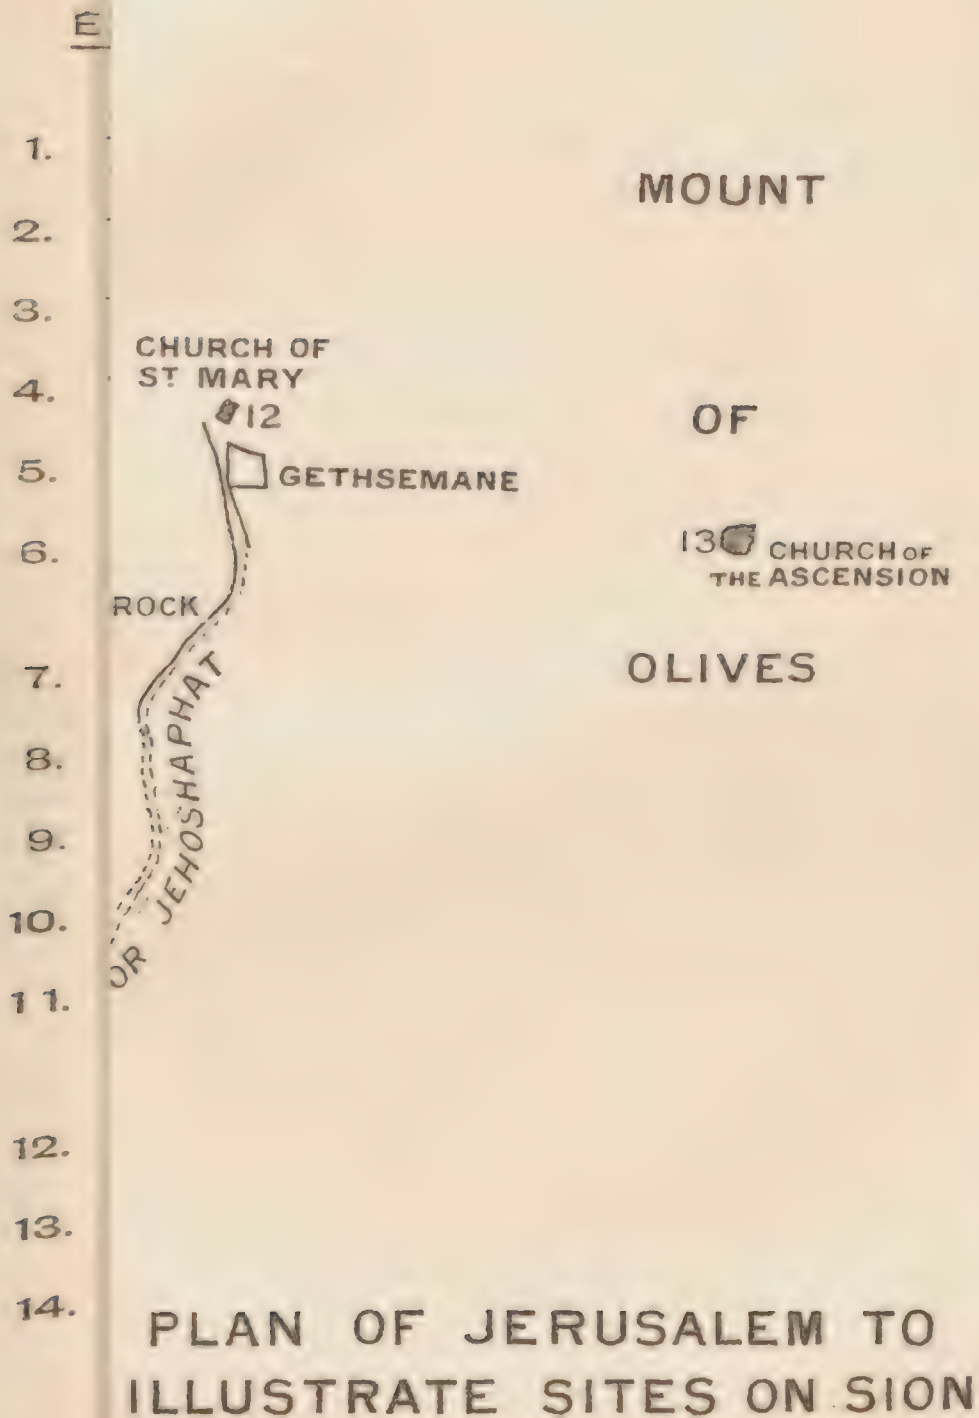 E
1.
2.
3.
4.
5.
6.
7.
8.
9.
10.
11.
12.
13.
14.
MOUNT
OF
OLIVES
CHURCH OF
ST MARY
12
GETHSEMANE
13 CHURCH OF
THE ASCENSION
ROCK
OR JEHOSHAPHAT
PLAN OF JERUSALEM TO
ILLUSTRATE SITES ON SION